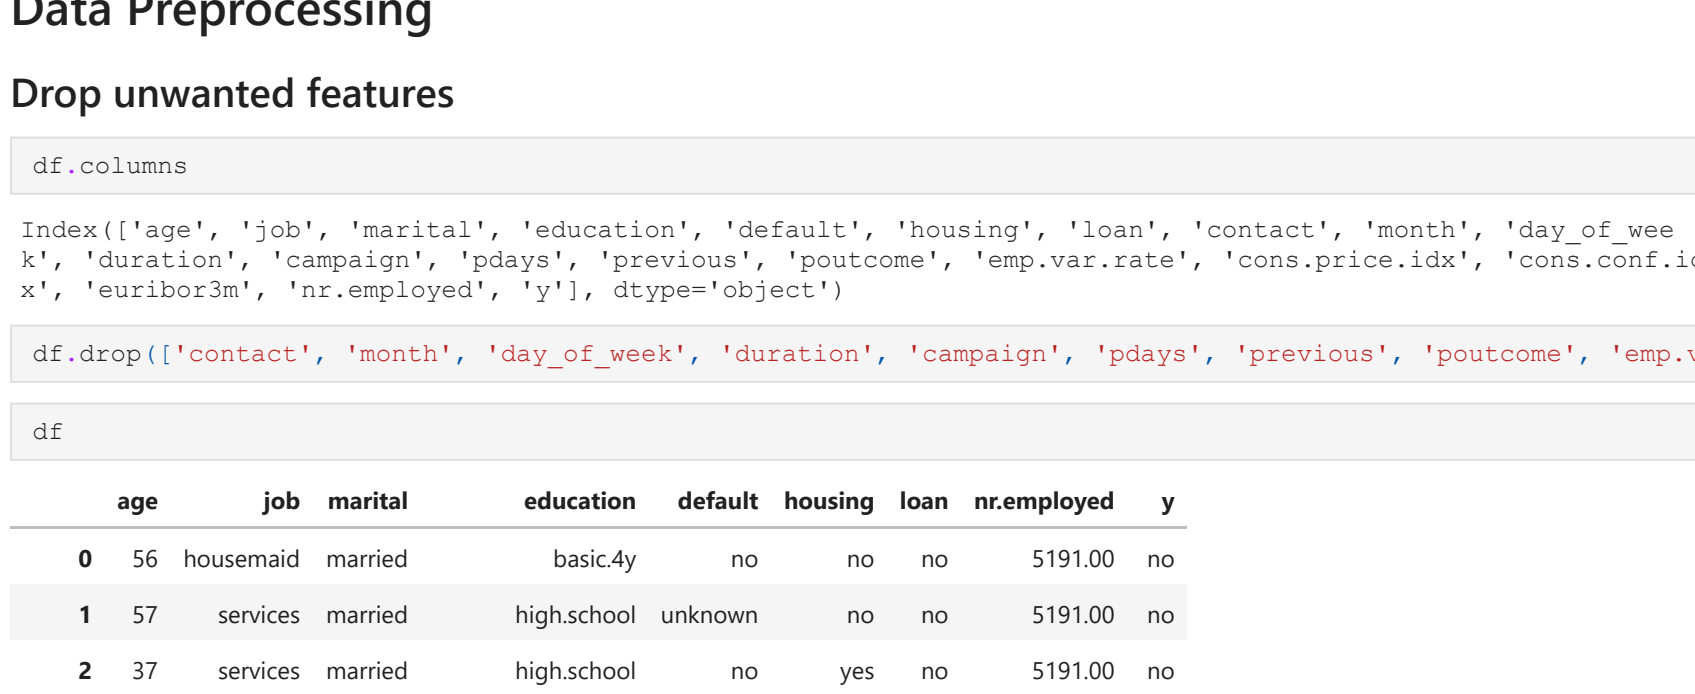 Data Preprocessing
Drop unwanted features
df.columns
Index(['age', 'job', 'marital', 'education', 'default', 'housing', 'loan', 'contact', 'month', 'day_of_wee
k', 'duration', 'campaign', 'pdays', 'previous', 'poutcome', 'emp.var.rate', 'cons.price.idx', 'cons.conf.id
x', 'euribor3m', 'nr.employed', 'y'], dtype='object')
df.drop(['contact', 'month', 'day_of_week', 'duration', 'campaign', 'pdays', 'previous', 'poutcome', 'emp.
df
age job marital education default housing loan nr.employed y
0 56 housemaid married basic.4y no no no 5191.00 no
1 57 services married high.school unknown no no 5191.00 no
2 37 services married high.school no yes no 5191.00 no